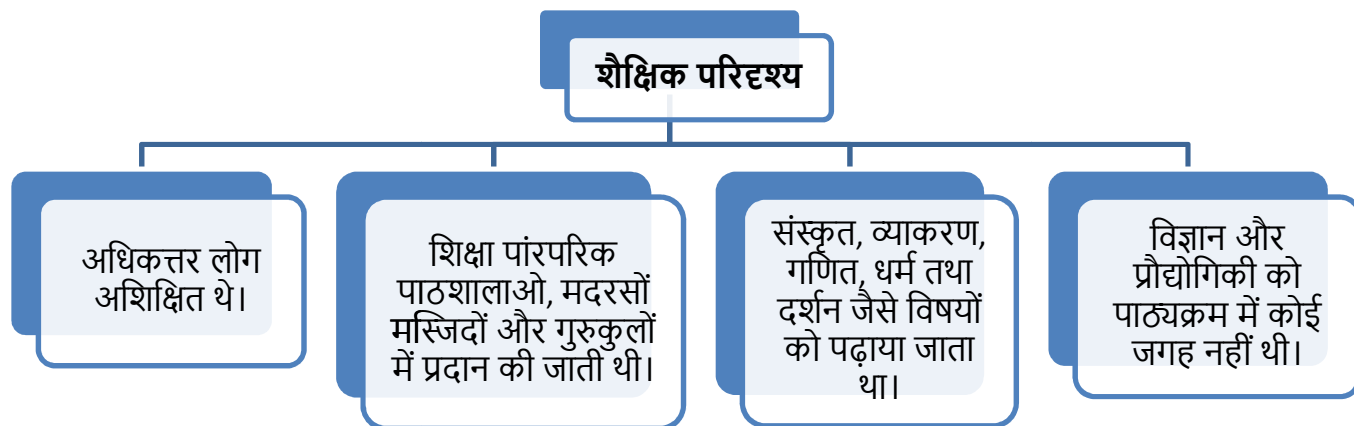 शैक्षिक परिदृश्य
अधिकत्तर लोग
अशिक्षित थे।
शिक्षा पांरपरिक
पाठशालाओ, मदरसों
मस्जिदों और गुरुकुलों
में प्रदान की जाती थी।
संस्कृत, व्याकरण,
गणित, धर्म तथा
दर्शन जैसे विषयों
को पढ़ाया जाता
था।
विज्ञान और
प्रौद्योगिकी को
पाठ्यक्रम में कोई
जगह नहीं थी।